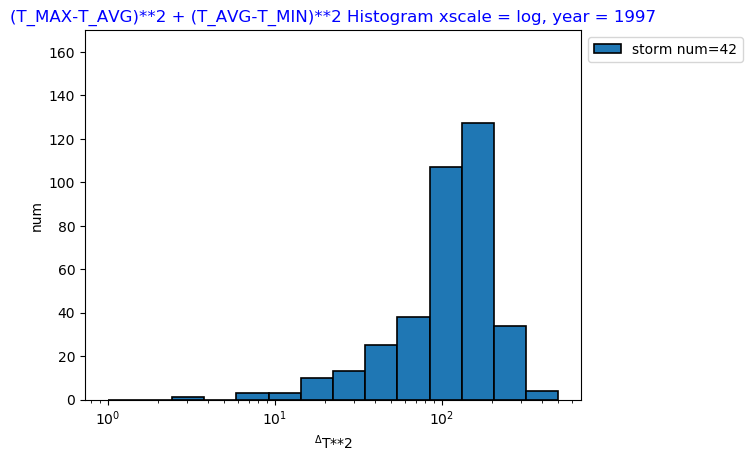 (T_MAX-T_AVG)**2 + (T_AVG-T_MIN)**2 Histogram xscale = log, year = 1997
storm num=42
160
140
120
100
80
60
40
20
0
num
10⁰ 10¹ 10²
ΔT**2